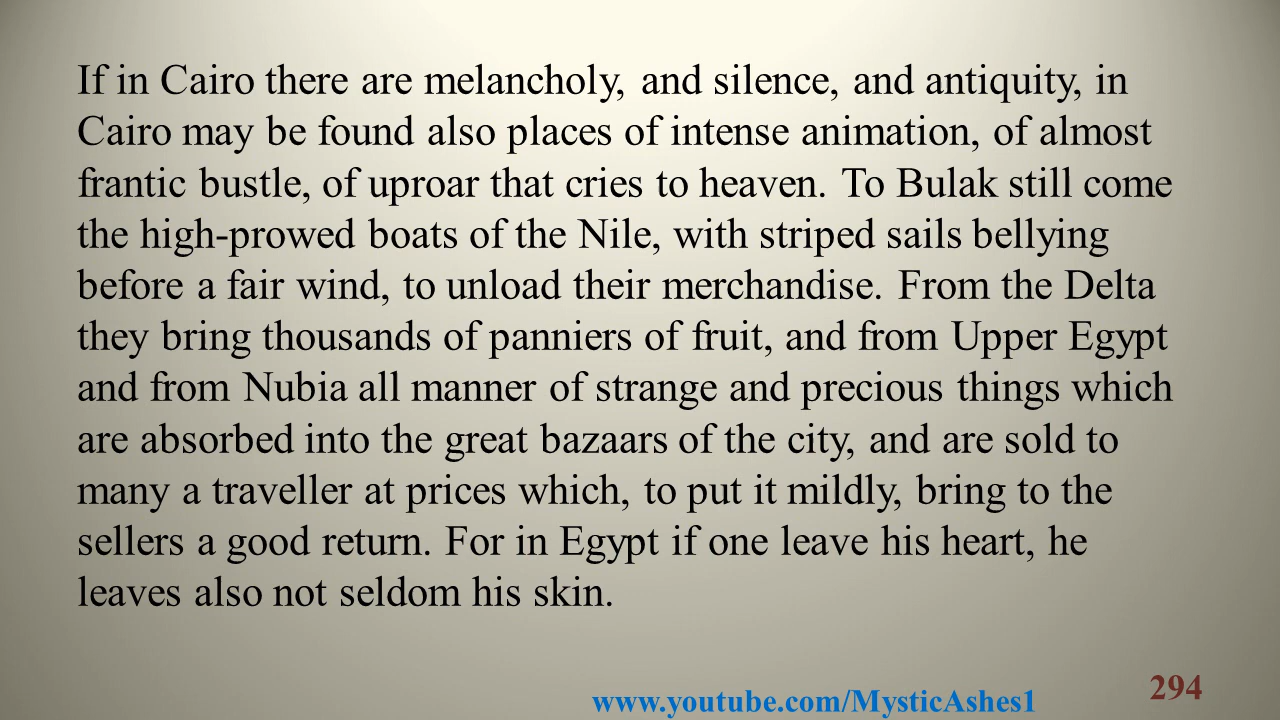 If in Cairo there are melancholy, and silence, and antiquity, in
Cairo may be found also places of intense animation, of almost
frantic bustle, of uproar that cries to heaven. To Bulak still come
the high-prowed boats of the Nile, with striped sails bellying
before a fair wind, to unload their merchandise. From the Delta
they bring thousands of panniers of fruit, and from Upper Egypt
and from Nubia all manner of strange and precious things which
are absorbed into the great bazaars of the city, and are sold to
many a traveller at prices which, to put it mildly, bring to the
sellers a good return. For in Egypt if one leave his heart, he
leaves also not seldom his skin.
www.youtube.com/MysticAshes1
294